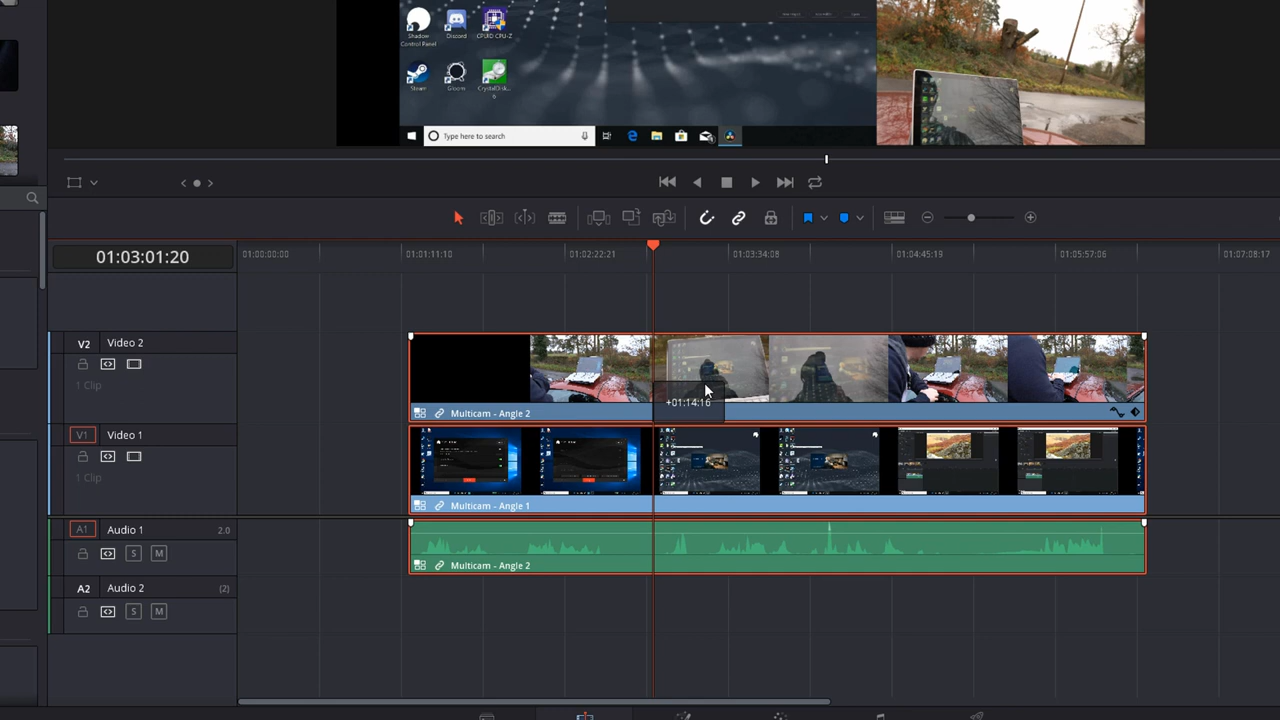 Shadow
Control Panel
Discord
CPUID CPU-Z
Steam
Gloom
CrystalDisk...
6
Type here to search
01:03:01:20
01:00:00:00
01:01:11:10
01:02:22:21
01:03:34:08
01:04:45:19
01:05:57:06
01:07:08:17
V2 Video 2
1 Clip
+01:14:16
Multicam - Angle 2
V1 Video 1
1 Clip
Multicam - Angle 1
A1 Audio 1 2.0
S M
Multicam - Angle 2
A2 Audio 2 (2)
S M